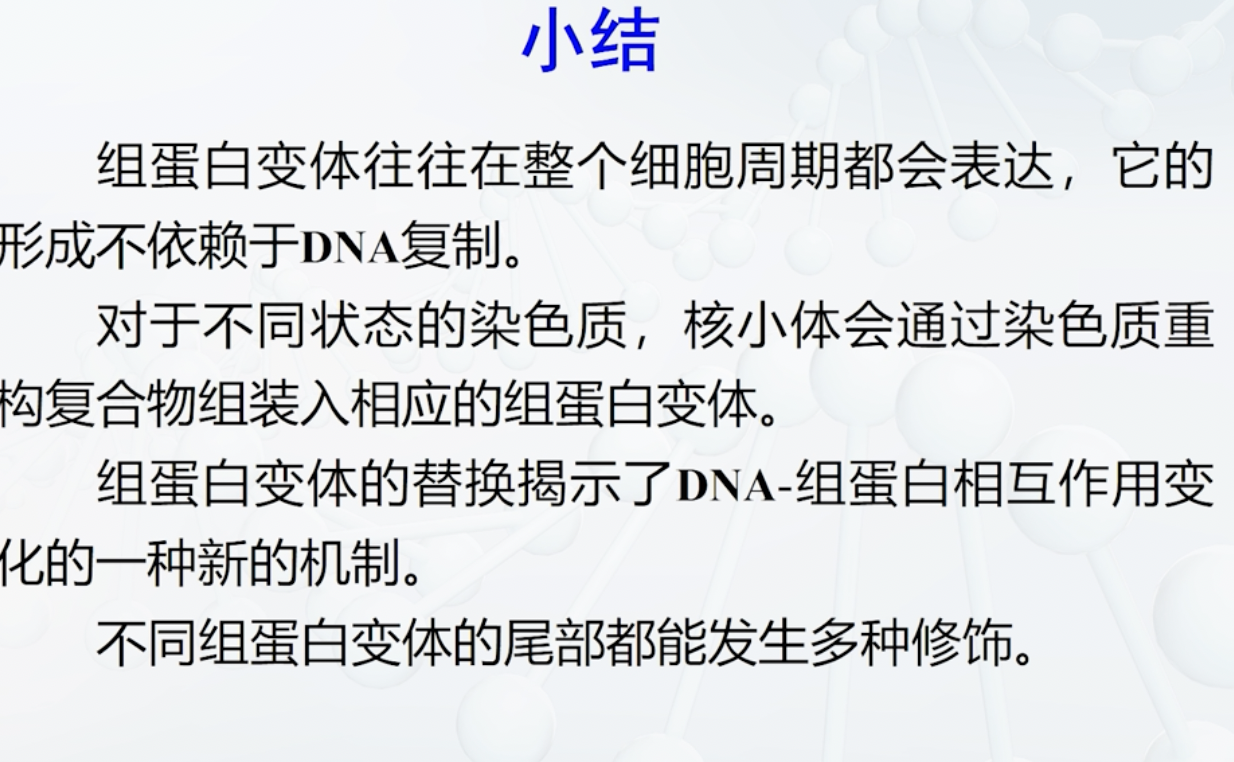 小结
组蛋白变体往往在整个细胞周期都会表达，它的
形成不依赖于DNA复制。
对于不同状态的染色质，核小体会通过染色质重
构复合物组装入相应的组蛋白变体。
组蛋白变体的替换揭示了DNA-组蛋白相互作用变
化的一种新的机制。
不同组蛋白变体的尾部都能发生多种修饰。